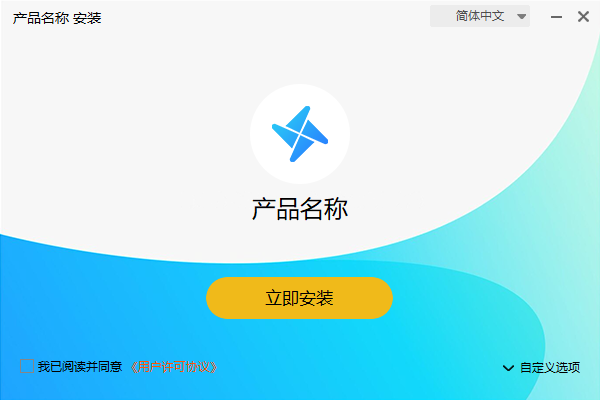 产品名称 安装
简体中文
产品名称
立即安装
我已阅读并同意 《用户许可协议》
自定义选项